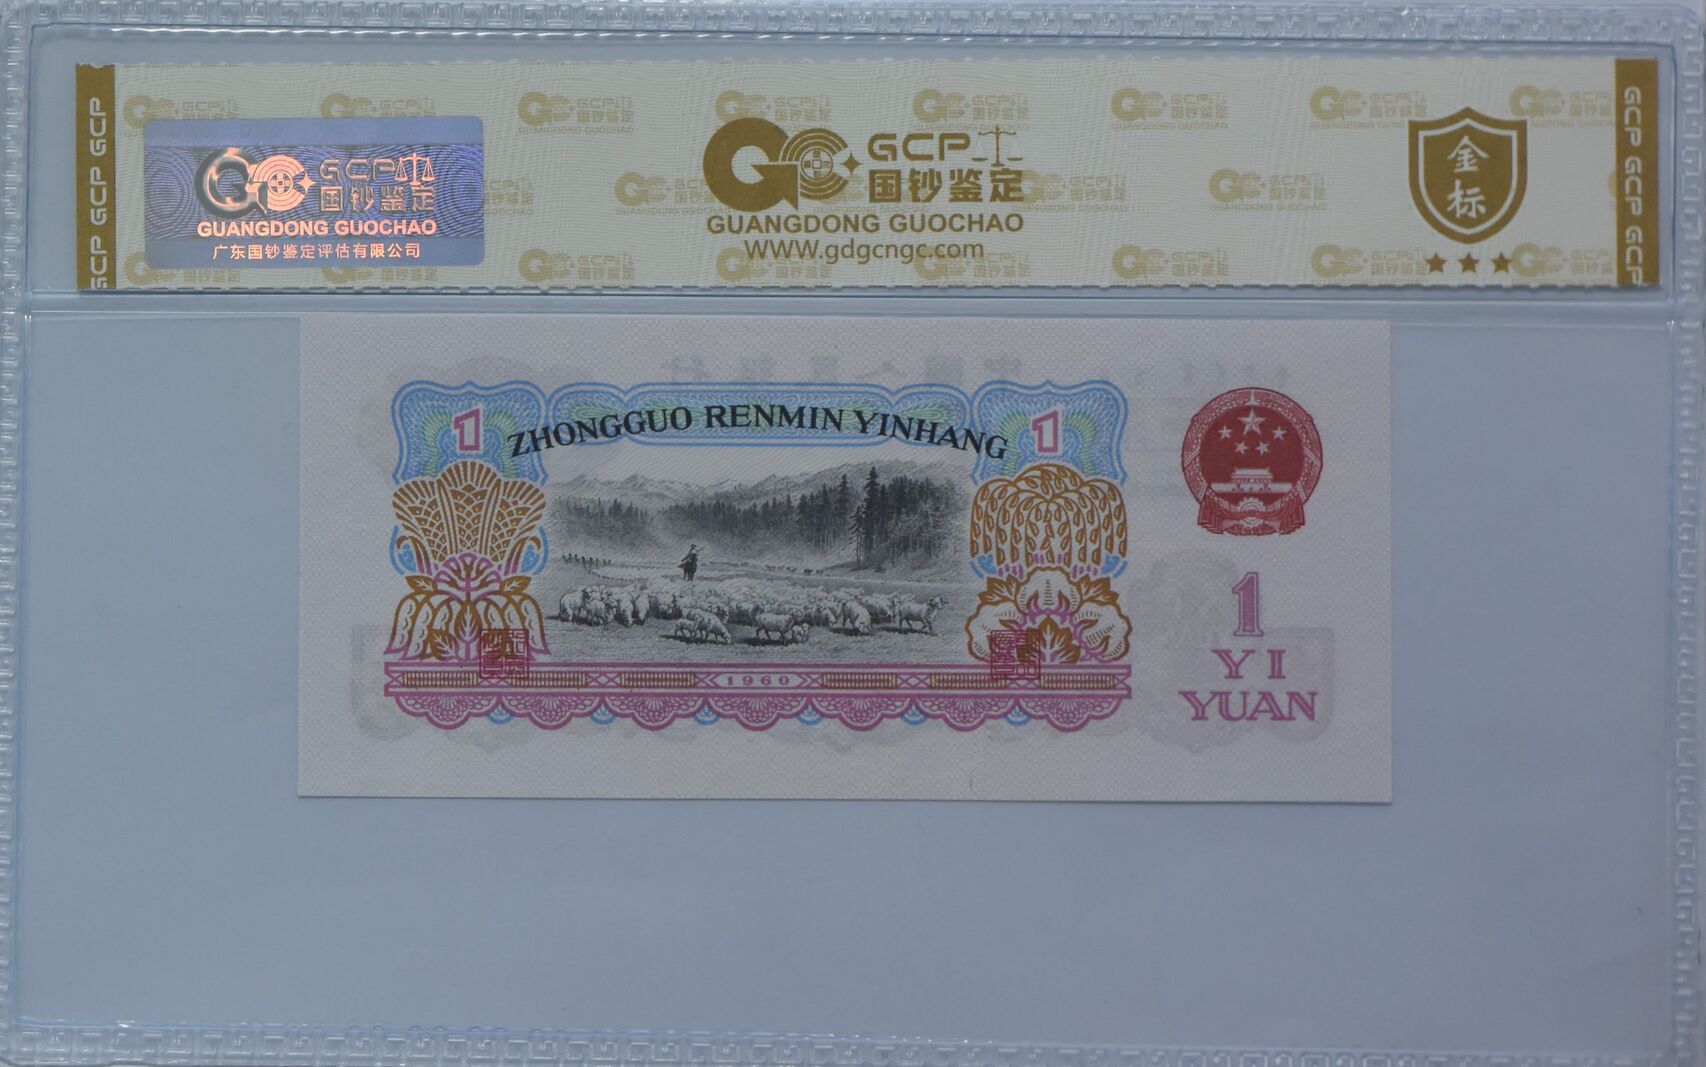 GCP GCP GCP
GCP 国钞鉴定
GUANGDONG GUOCHAO
广东国钞鉴定评估有限公司
GCP
国钞鉴定
GUANGDONG GUOCHAO
WWW.gdgcngc.com
金标
GCP GCP GCP
1
ZHONGGUO RENMIN YINHANG
1
1960
1
YI
YUAN